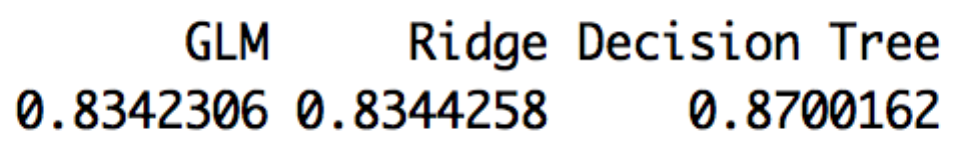 GLM Ridge Decision Tree
0.8342306 0.8344258 0.8700162